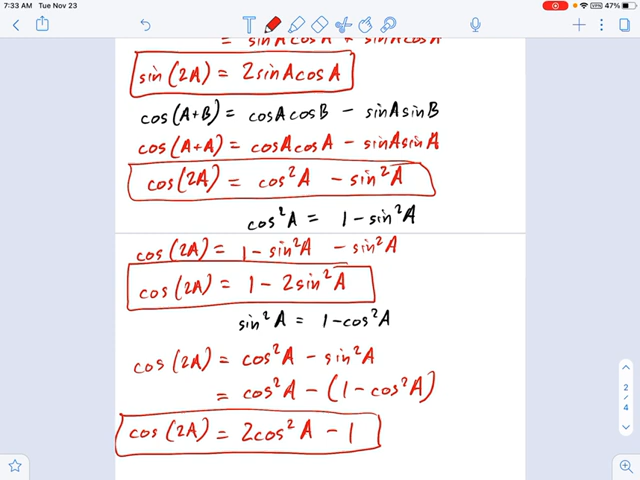 7:33 AM Tue Nov 23 47%
= sinAcosA + sinAcosA
sin(2A) = 2sinAcosA
cos(A+B) = cosAcosB - sinAsinB
cos(A+A) = cosAcosA - sinAsinA
cos(2A) = cos²A - sin²A
cos²A = 1 - sin²A
cos(2A) = 1 - sin²A - sin²A
cos(2A) = 1 - 2sin²A
sin²A = 1 - cos²A
cos(2A) = cos²A - sin²A
= cos²A - (1 - cos²A)
cos(2A) = 2cos²A - 1
2
/
4